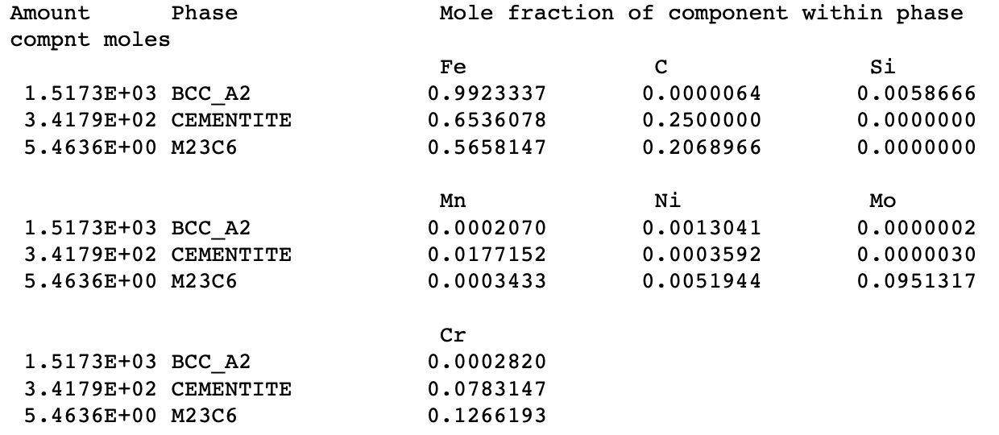 Amount Phase Mole fraction of component within phase
compnt moles
Fe C Si
1.5173E+03 BCC_A2 0.9923337 0.0000064 0.0058666
3.4179E+02 CEMENTITE 0.6536078 0.2500000 0.0000000
5.4636E+00 M23C6 0.5658147 0.2068966 0.0000000
Mn Ni Mo
1.5173E+03 BCC_A2 0.0002070 0.0013041 0.0000002
3.4179E+02 CEMENTITE 0.0177152 0.0003592 0.0000030
5.4636E+00 M23C6 0.0003433 0.0051944 0.0951317
Cr
1.5173E+03 BCC_A2 0.0002820
3.4179E+02 CEMENTITE 0.0783147
5.4636E+00 M23C6 0.1266193